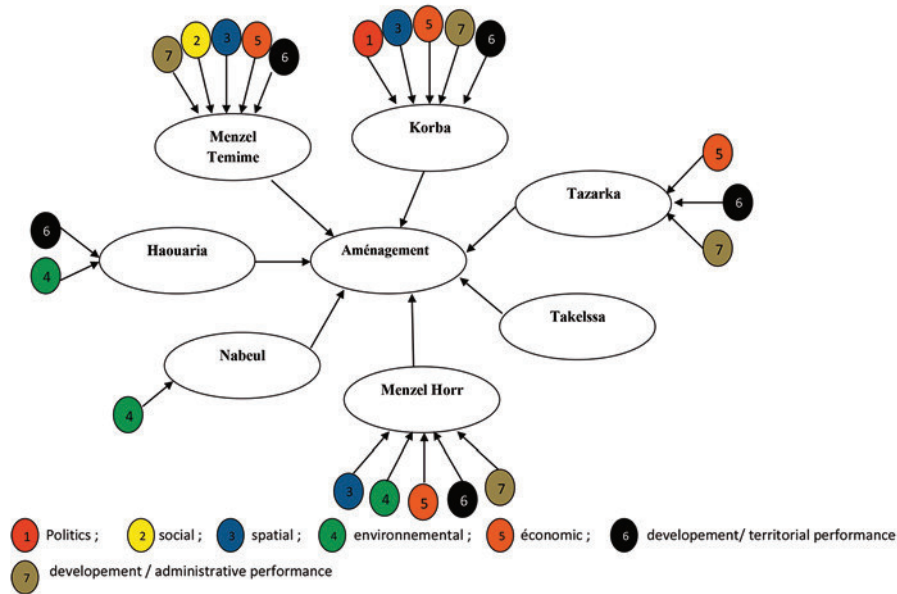 7 2 3 5 6
1 3 5 7 6
Menzel
Temime
Korba
5
6
7
Tazarka
6
4
Haouaria
Aménagement
Takelssa
Nabeul
4
Menzel Horr
3 4 5 6 7
1 Politics ; 2 social ; 3 spatial ; 4 environnemental ; 5 économic ; 6 developement/ territorial performance
7 developement / administrative performance